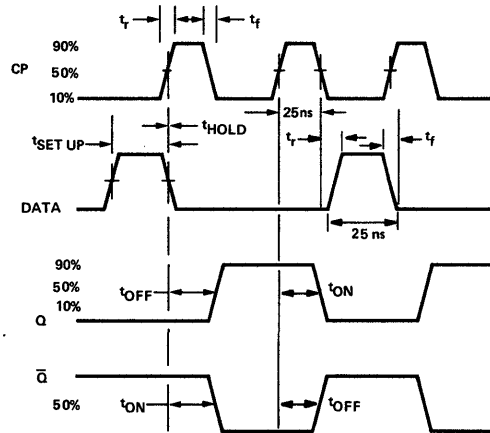 tr tf
90%
CP 50%
10%
tHOLD
25ns
tSET UP
tr tf
DATA
25 ns
90%
50%
10%
tOFF tON
Q
Q̅
50%
tON tOFF